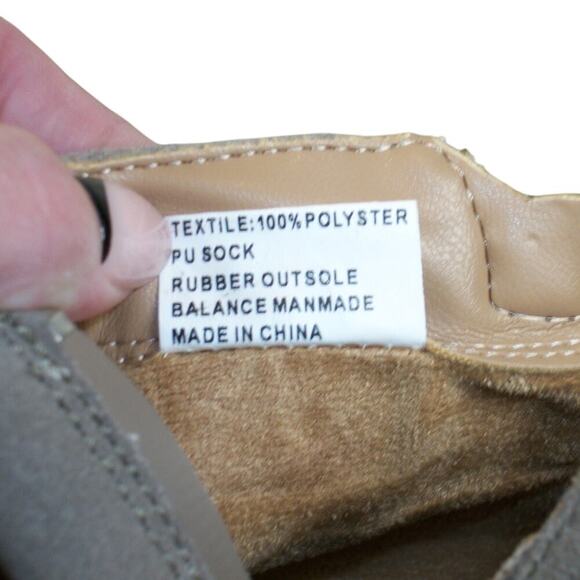 TEXTILE:100%POLYSTER
PU SOCK
RUBBER OUTSOLE
BALANCE MANMADE
MADE IN CHINA